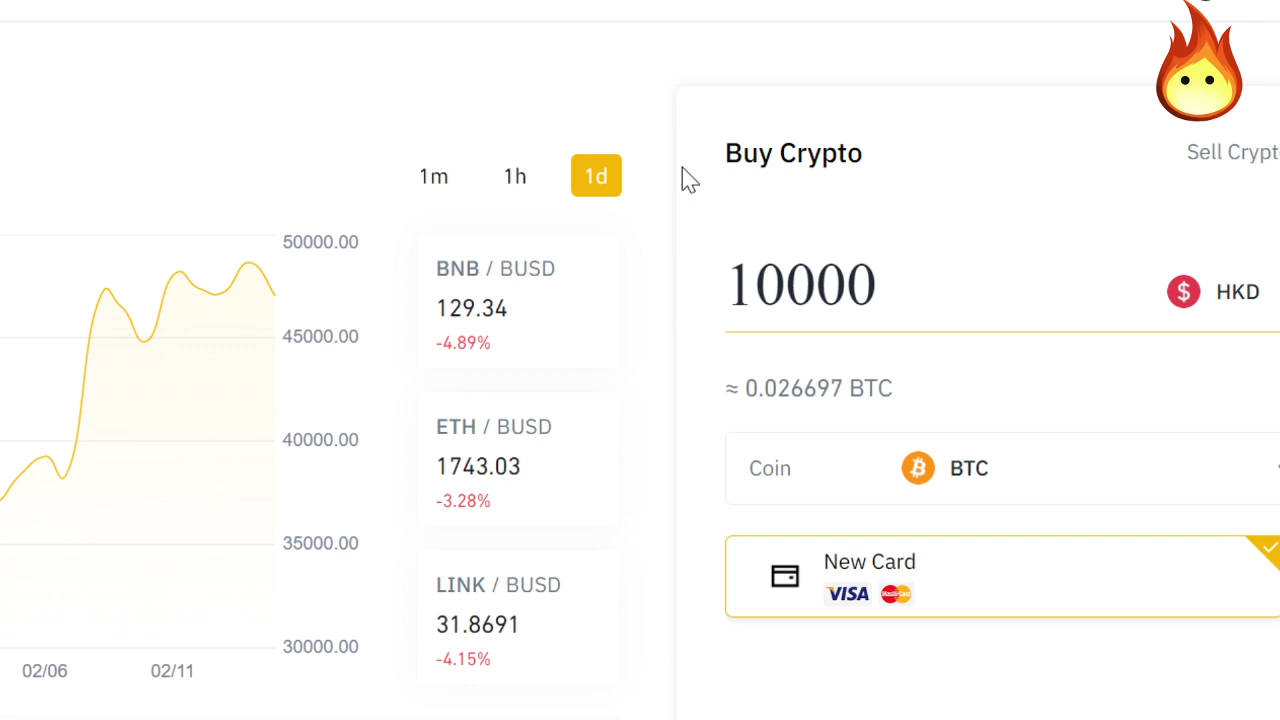 1m 1h 1d
50000.00
45000.00
40000.00
35000.00
30000.00
02/06 02/11
BNB / BUSD
129.34
-4.89%
ETH / BUSD
1743.03
-3.28%
LINK / BUSD
31.8691
-4.15%
Buy Crypto
Sell Crypt
10000
$ HKD
≈ 0.026697 BTC
Coin BTC
New Card
VISA MasterCard